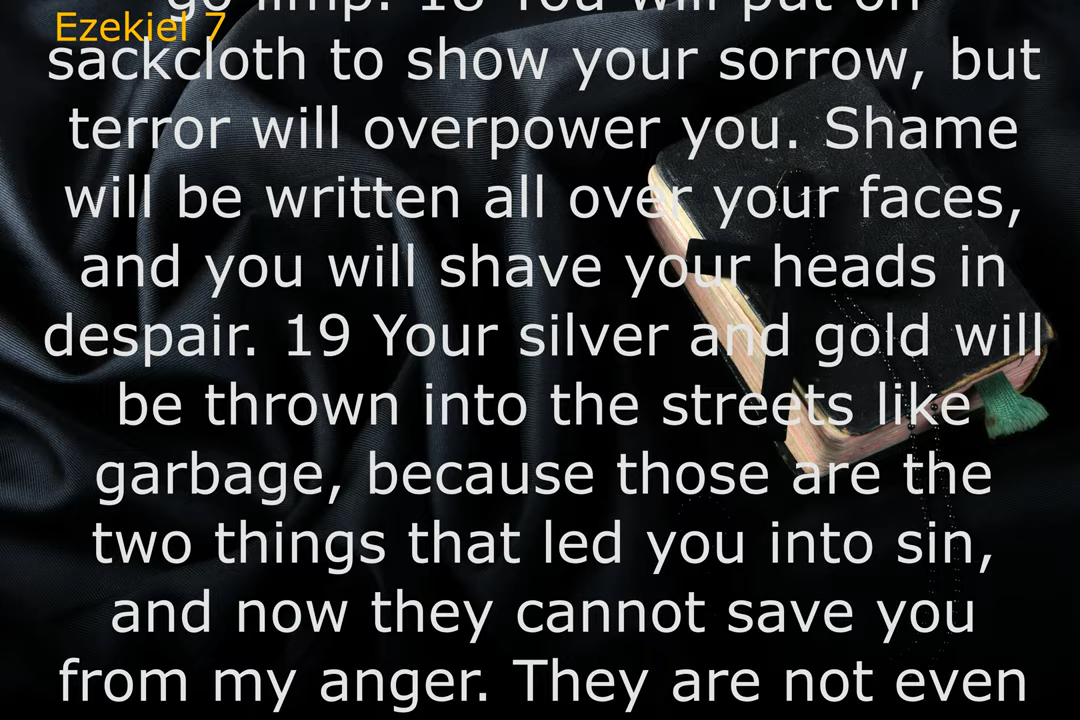 go limp. 18 You will put on
Ezekiel 7
sackcloth to show your sorrow, but
terror will overpower you. Shame
will be written all over your faces,
and you will shave your heads in
despair. 19 Your silver and gold will
be thrown into the streets like
garbage, because those are the
two things that led you into sin,
and now they cannot save you
from my anger. They are not even